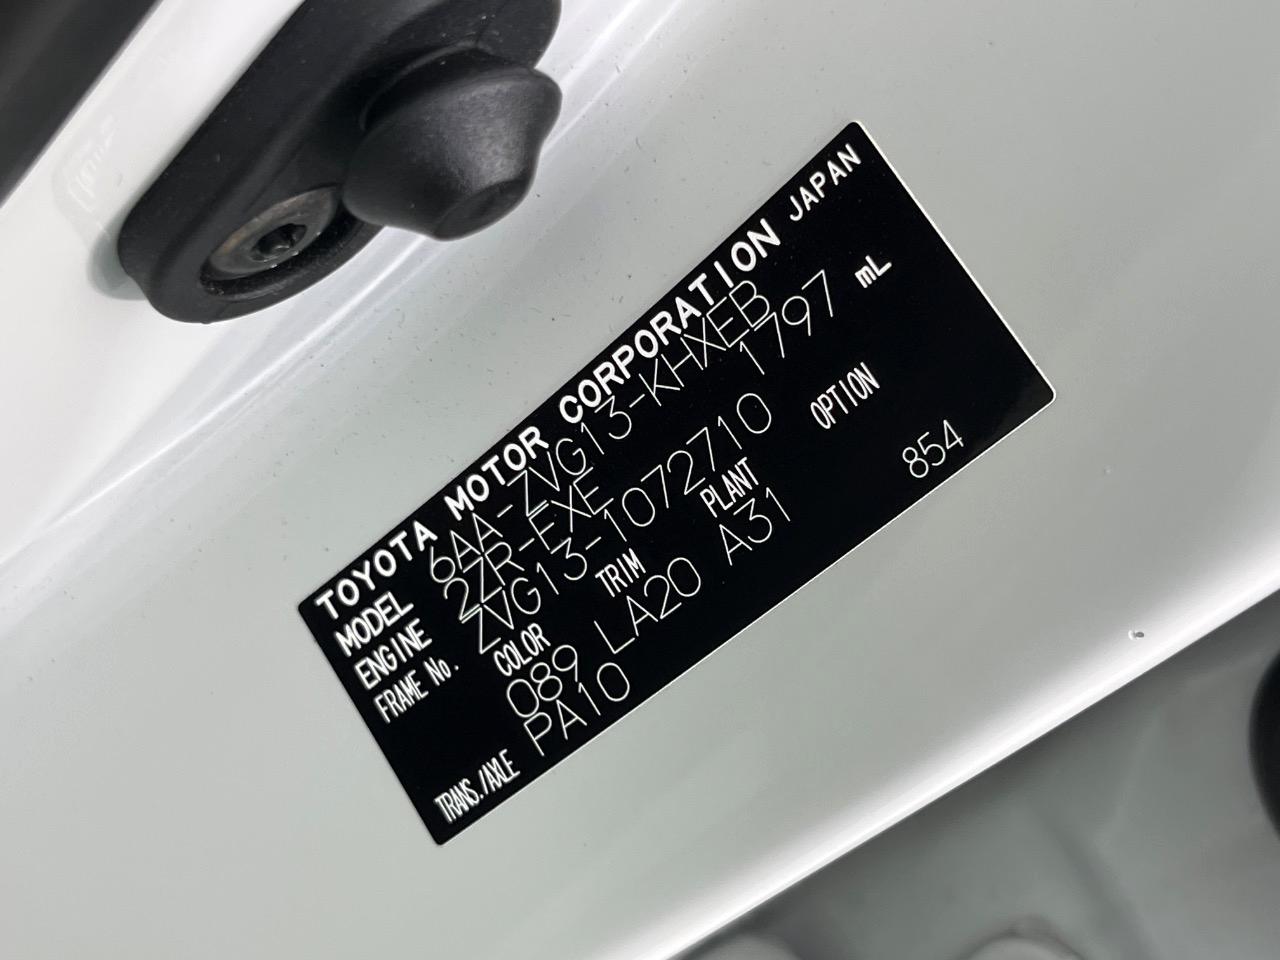 TOYOTA MOTOR CORPORATION JAPAN
MODEL 6AA-ZVG13-KHXEB
ENGINE 2ZR-EXE 1797 mL
FRAME No. ZVG13-1072710
COLOR TRIM PLANT OPTION
089 LA20 A31 854
TRANS./AXLE PA10